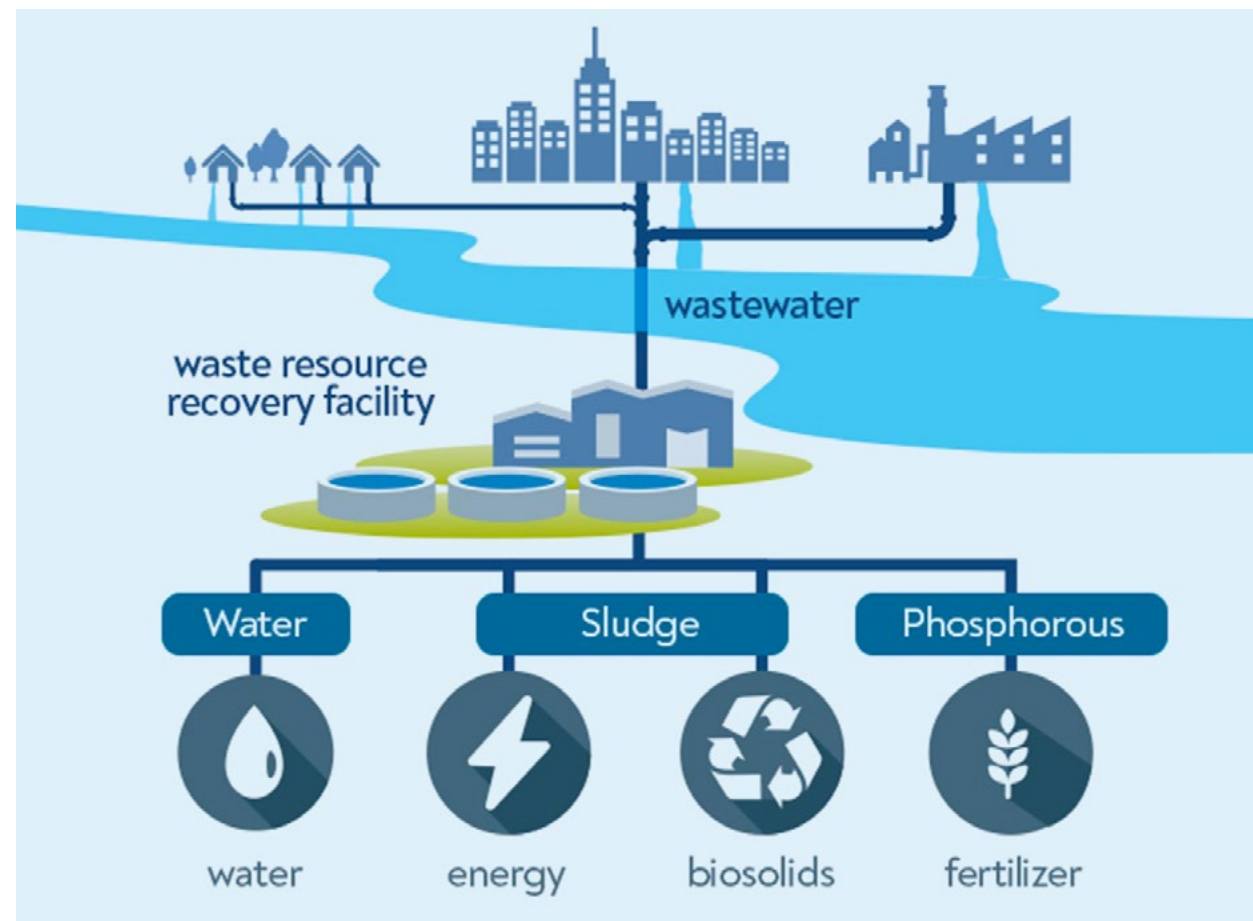 wastewater
waste resource
recovery facility
Water
Sludge
Phosphorous
water
energy
biosolids
fertilizer